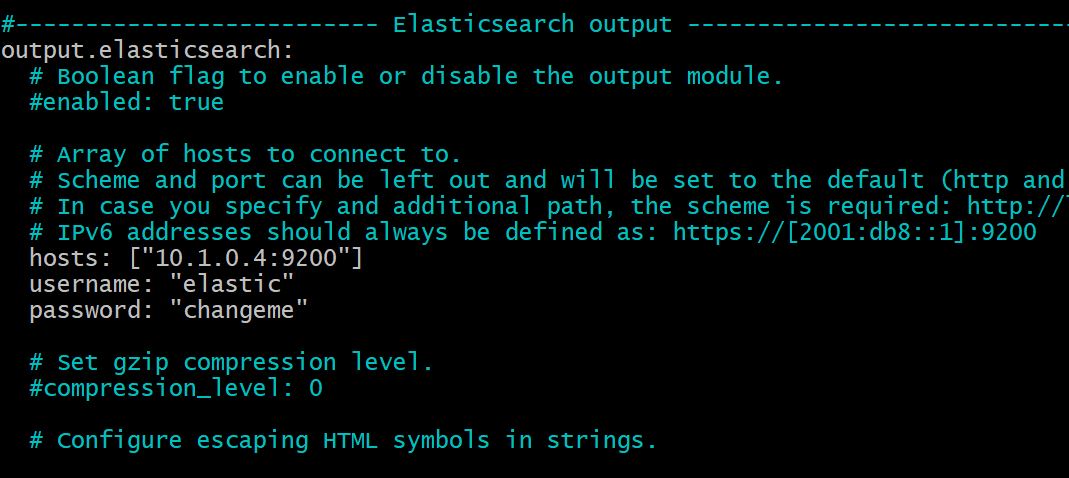 #-------------------------- Elasticsearch output ----------------------------
output.elasticsearch:
  # Boolean flag to enable or disable the output module.
  #enabled: true

  # Array of hosts to connect to.
  # Scheme and port can be left out and will be set to the default (http and
  # In case you specify and additional path, the scheme is required: http://
  # IPv6 addresses should always be defined as: https://[2001:db8::1]:9200
  hosts: ["10.1.0.4:9200"]
  username: "elastic"
  password: "changeme"

  # Set gzip compression level.
  #compression_level: 0

  # Configure escaping HTML symbols in strings.